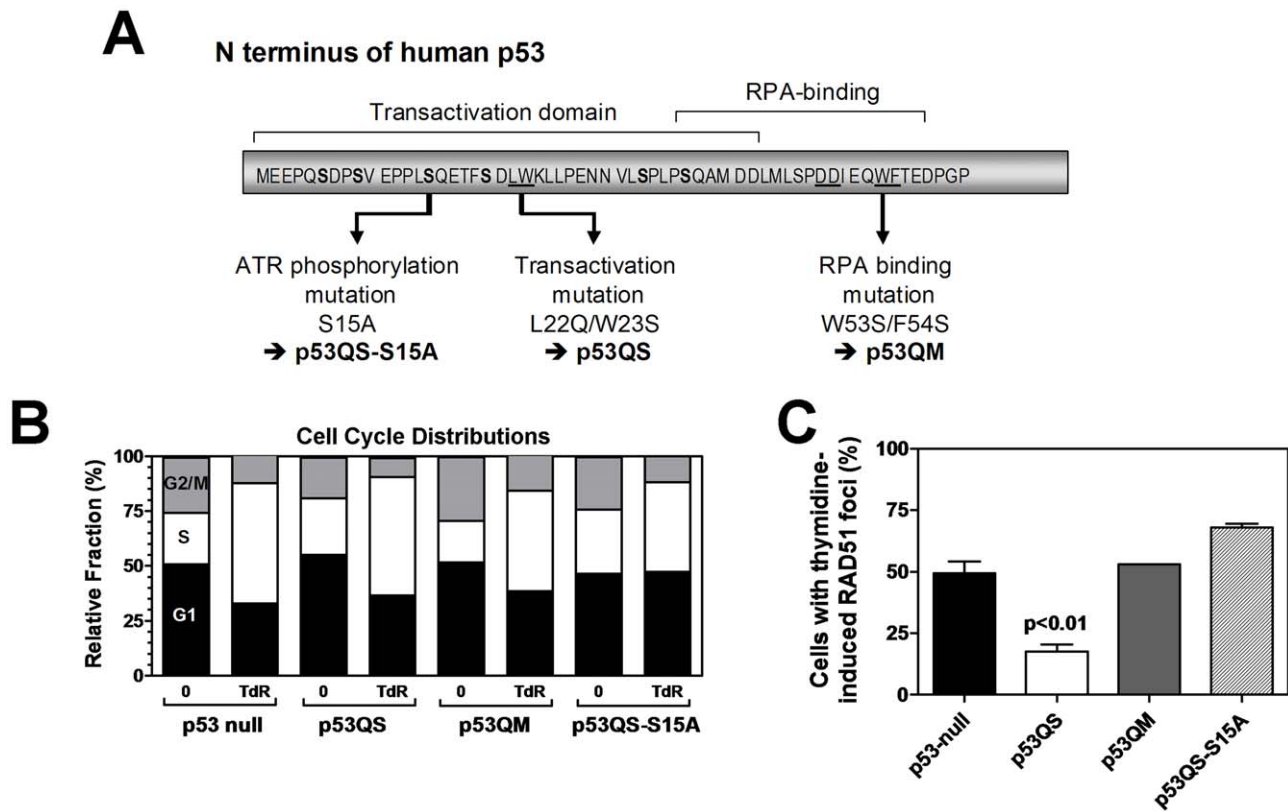 A
N terminus of human p53
RPA-binding
Transactivation domain
MEEPQSDPSV EPPLSQETFS DLWKLLPENN VLSPLPSQAM DDLMLSPDDI EQWFTEDPGP
ATR phosphorylation
mutation
S15A
➔ p53QS-S15A
Transactivation
mutation
L22Q/W23S
➔ p53QS
RPA binding
mutation
W53S/F54S
➔ p53QM
B
Cell Cycle Distributions
Relative Fraction (%)
100
75
50
25
0
G2/M
S
G1
0 TdR 0 TdR 0 TdR 0 TdR
p53 null p53QS p53QM p53QS-S15A
C
Cells with thymidine-
induced RAD51 foci (%)
100
75
50
25
0
p<0.01
p53-null
p53QS
p53QM
p53QS-S15A